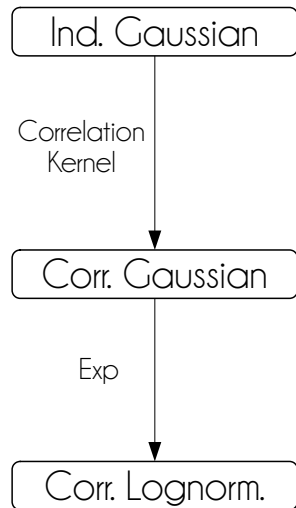 Ind. Gaussian
Correlation
Kernel
Corr. Gaussian
Exp
Corr. Lognorm.